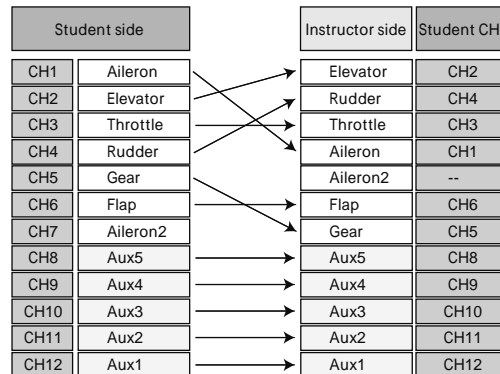 Student side Instructor side Student CH
CH1 Aileron Elevator CH2
CH2 Elevator Rudder CH4
CH3 Throttle Throttle CH3
CH4 Rudder Aileron CH1
CH5 Gear Aileron2 --
CH6 Flap Flap CH6
CH7 Aileron2 Gear CH5
CH8 Aux5 Aux5 CH8
CH9 Aux4 Aux4 CH9
CH10 Aux3 Aux3 CH10
CH11 Aux2 Aux2 CH11
CH12 Aux1 Aux1 CH12